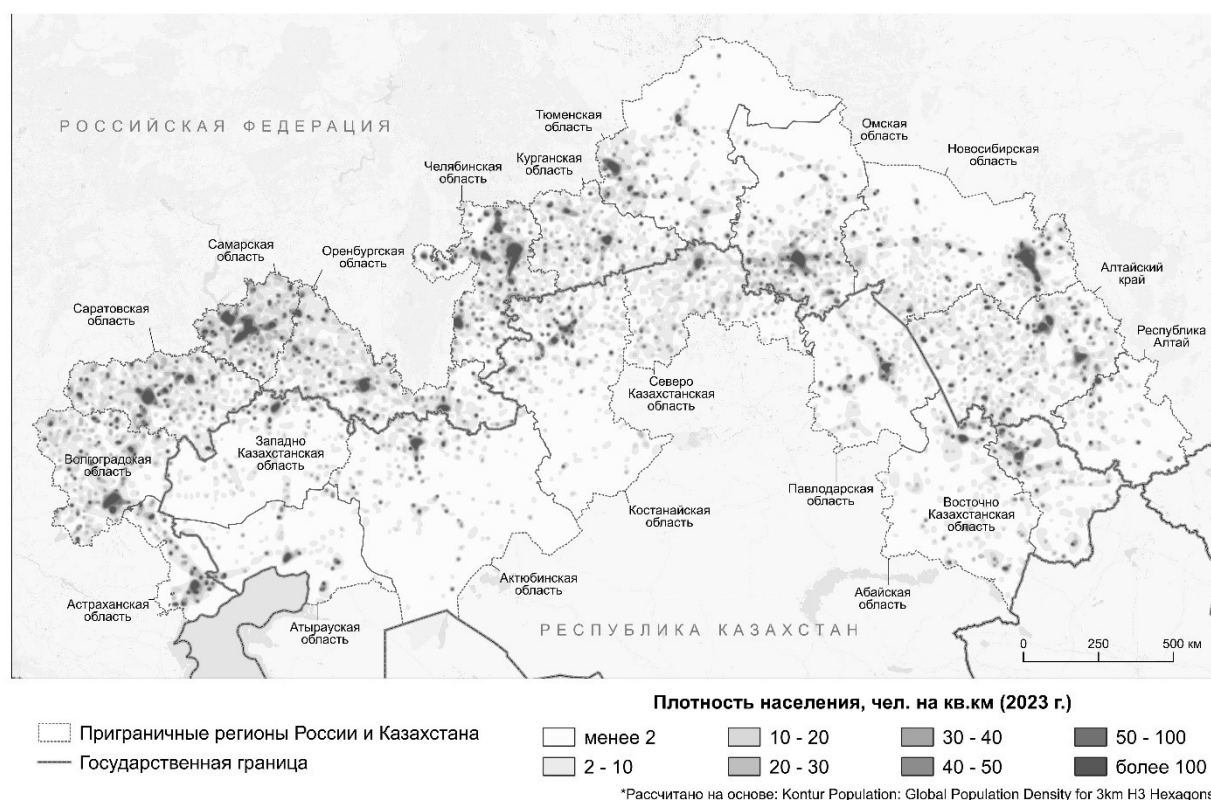 РОССИЙСКАЯ ФЕДЕРАЦИЯ
Тюменская
область
Омская
область
Новосибирская
область
Курганская
область
Челябинская
область
Самарская
область
Оренбургская
область
Саратовская
область
Алтайский
край
Республика
Алтай
Северо
Казахстанская
область
Западно
Казахстанская
область
Волгоградская
область
Павлодарская
область
Восточно
Казахстанская
область
Костанайская
область
Актюбинская
область
Абайская
область
Астраханская
область
Атырауская
область
РЕСПУБЛИКА КАЗАХСТАН
0 250 500 км
Плотность населения, чел. на кв.км (2023 г.)
Приграничные регионы России и Казахстана
Государственная граница
менее 2 10 - 20 30 - 40 50 - 100
2 - 10 20 - 30 40 - 50 более 100
*Рассчитано на основе: Kontur Population: Global Population Density for 3km H3 Hexagons